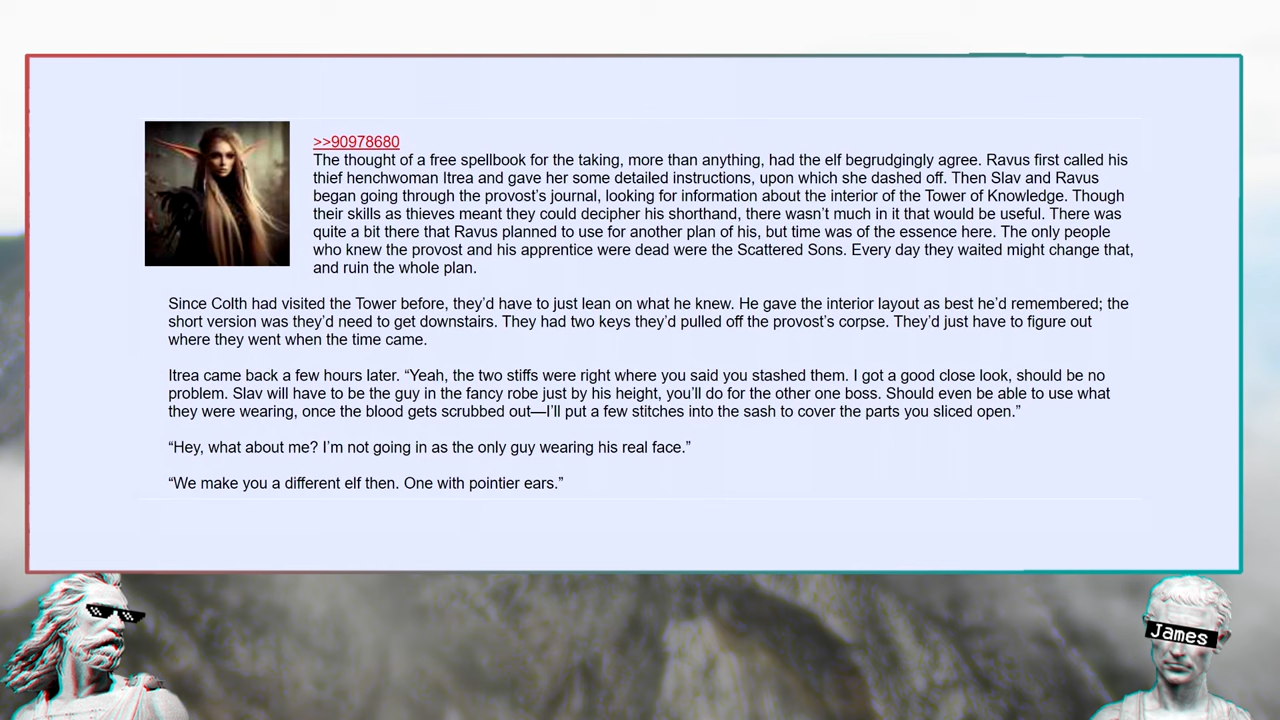 >>90978680
The thought of a free spellbook for the taking, more than anything, had the elf begrudgingly agree. Ravus first called his
thief henchwoman Itrea and gave her some detailed instructions, upon which she dashed off. Then Slav and Ravus
began going through the provost’s journal, looking for information about the interior of the Tower of Knowledge. Though
their skills as thieves meant they could decipher his shorthand, there wasn’t much in it that would be useful. There was
quite a bit there that Ravus planned to use for another plan of his, but time was of the essence here. The only people
who knew the provost and his apprentice were dead were the Scattered Sons. Every day they waited might change that,
and ruin the whole plan.
Since Colth had visited the Tower before, they’d have to just lean on what he knew. He gave the interior layout as best he’d remembered; the
short version was they’d need to get downstairs. They had two keys they’d pulled off the provost’s corpse. They’d just have to figure out
where they went when the time came.
Itrea came back a few hours later. “Yeah, the two stiffs were right where you said you stashed them. I got a good close look, should be no
problem. Slav will have to be the guy in the fancy robe just by his height, you’ll do for the other one boss. Should even be able to use what
they were wearing, once the blood gets scrubbed out—I’ll put a few stitches into the sash to cover the parts you sliced open.”
“Hey, what about me? I’m not going in as the only guy wearing his real face.”
“We make you a different elf then. One with pointier ears.”
James